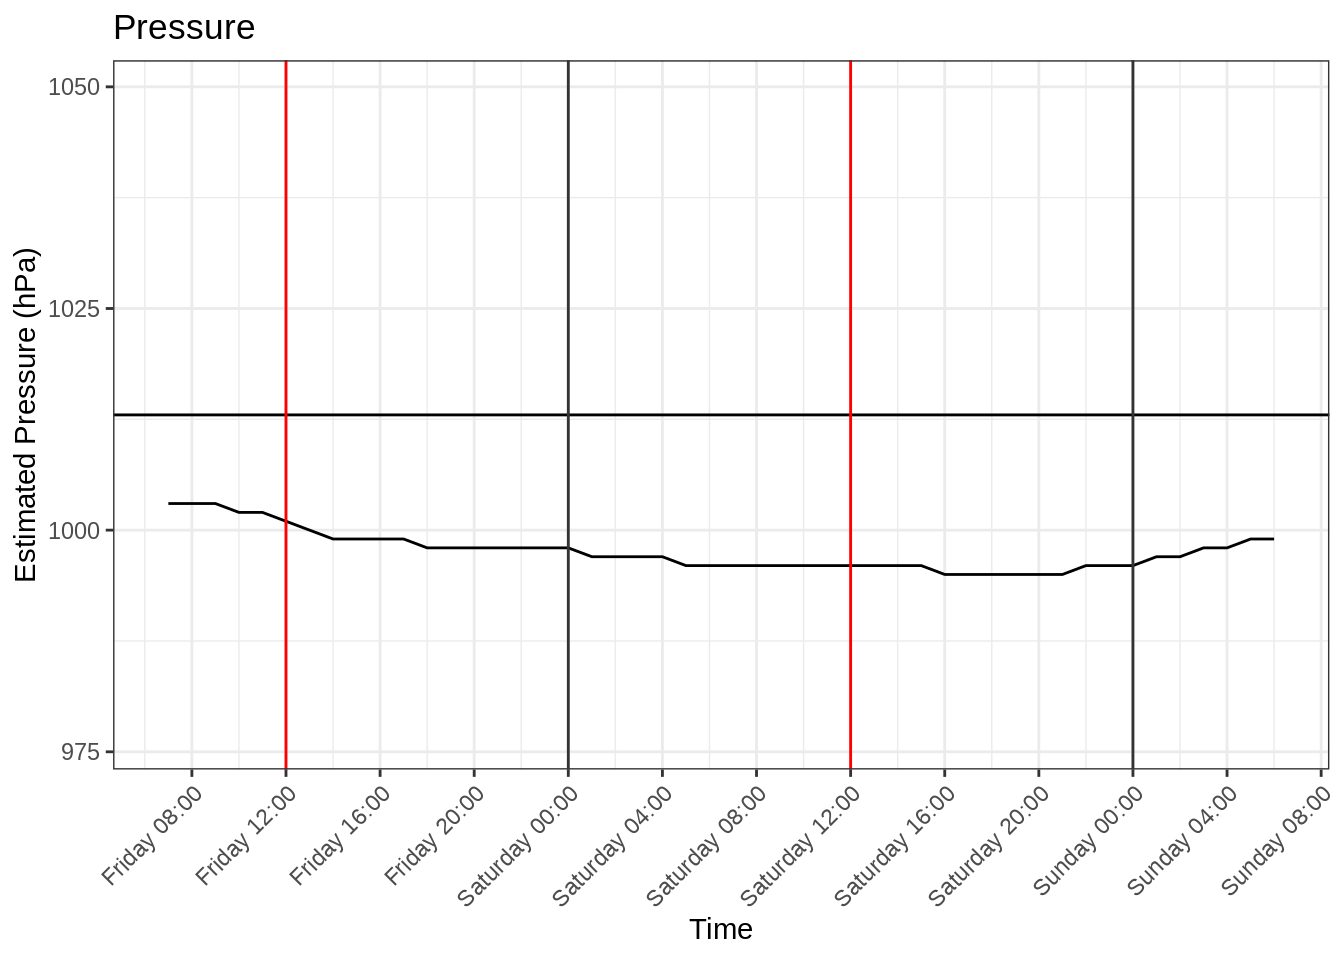 Pressure
Estimated Pressure (hPa)
1050
1025
1000
975
Friday 08:00
Friday 12:00
Friday 16:00
Friday 20:00
Saturday 00:00
Saturday 04:00
Saturday 08:00
Saturday 12:00
Saturday 16:00
Saturday 20:00
Sunday 00:00
Sunday 04:00
Sunday 08:00
Time